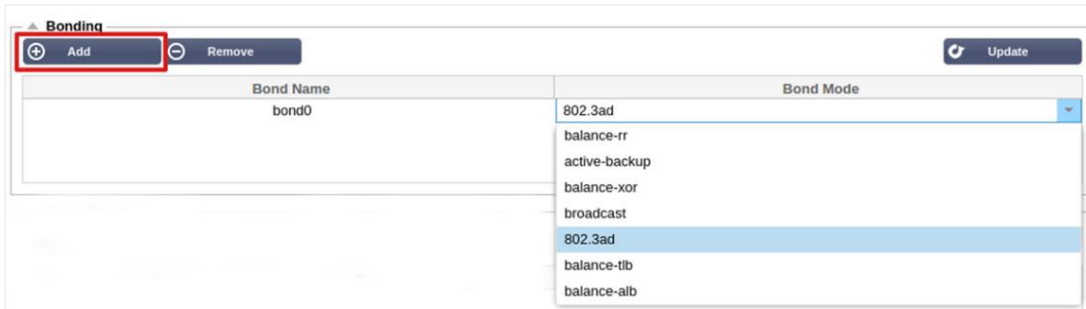 Bonding
Add Remove Update
Bond Name Bond Mode
bond0 802.3ad
balance-rr
active-backup
balance-xor
broadcast
802.3ad
balance-tlb
balance-alb